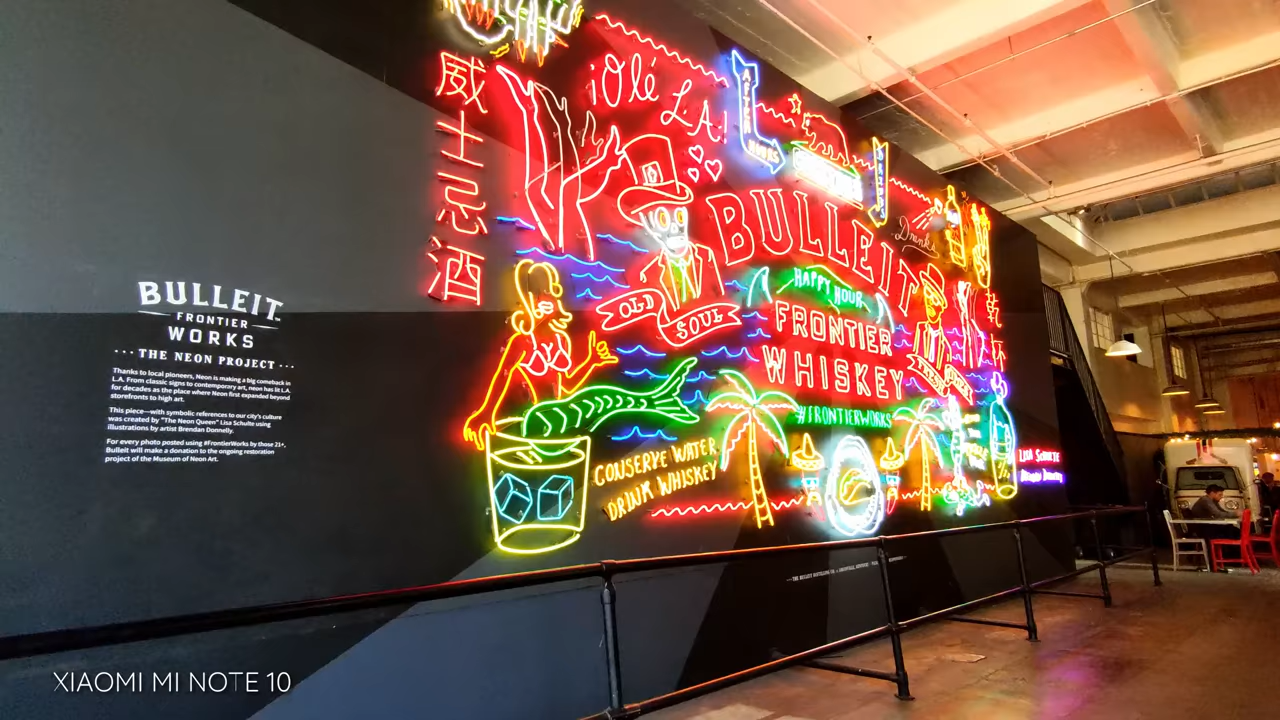 威士忌酒
¡Olé
LA!
AFTER
HOURS
DRINKS
Drinks
BULLEIT
HAPPY HOUR
FRONTIER
WHISKEY
OLD
SOUL
#FRONTIERWORKS
CONSERVE WATER
DRINK WHISKEY
乾杯
LISA SCHULTE
BULLEIT
FRONTIER
WORKS
··· THE NEON PROJECT ···
Thanks to local pioneers, Neon is making a big comeback in
L.A. From classic signs to contemporary art, neon has lit L.A.
for decades as the place where Neon first expanded beyond
storefronts to high art.
This piece—with symbolic references to our city's culture
was created by "The Neon Queen" Lisa Schulte using
illustrations by artist Brendan Donnelly.
For every photo posted using #FrontierWorks by those 21+,
Bulleit will make a donation to the ongoing restoration
project of the Museum of Neon Art.
XIAOMI MI NOTE 10